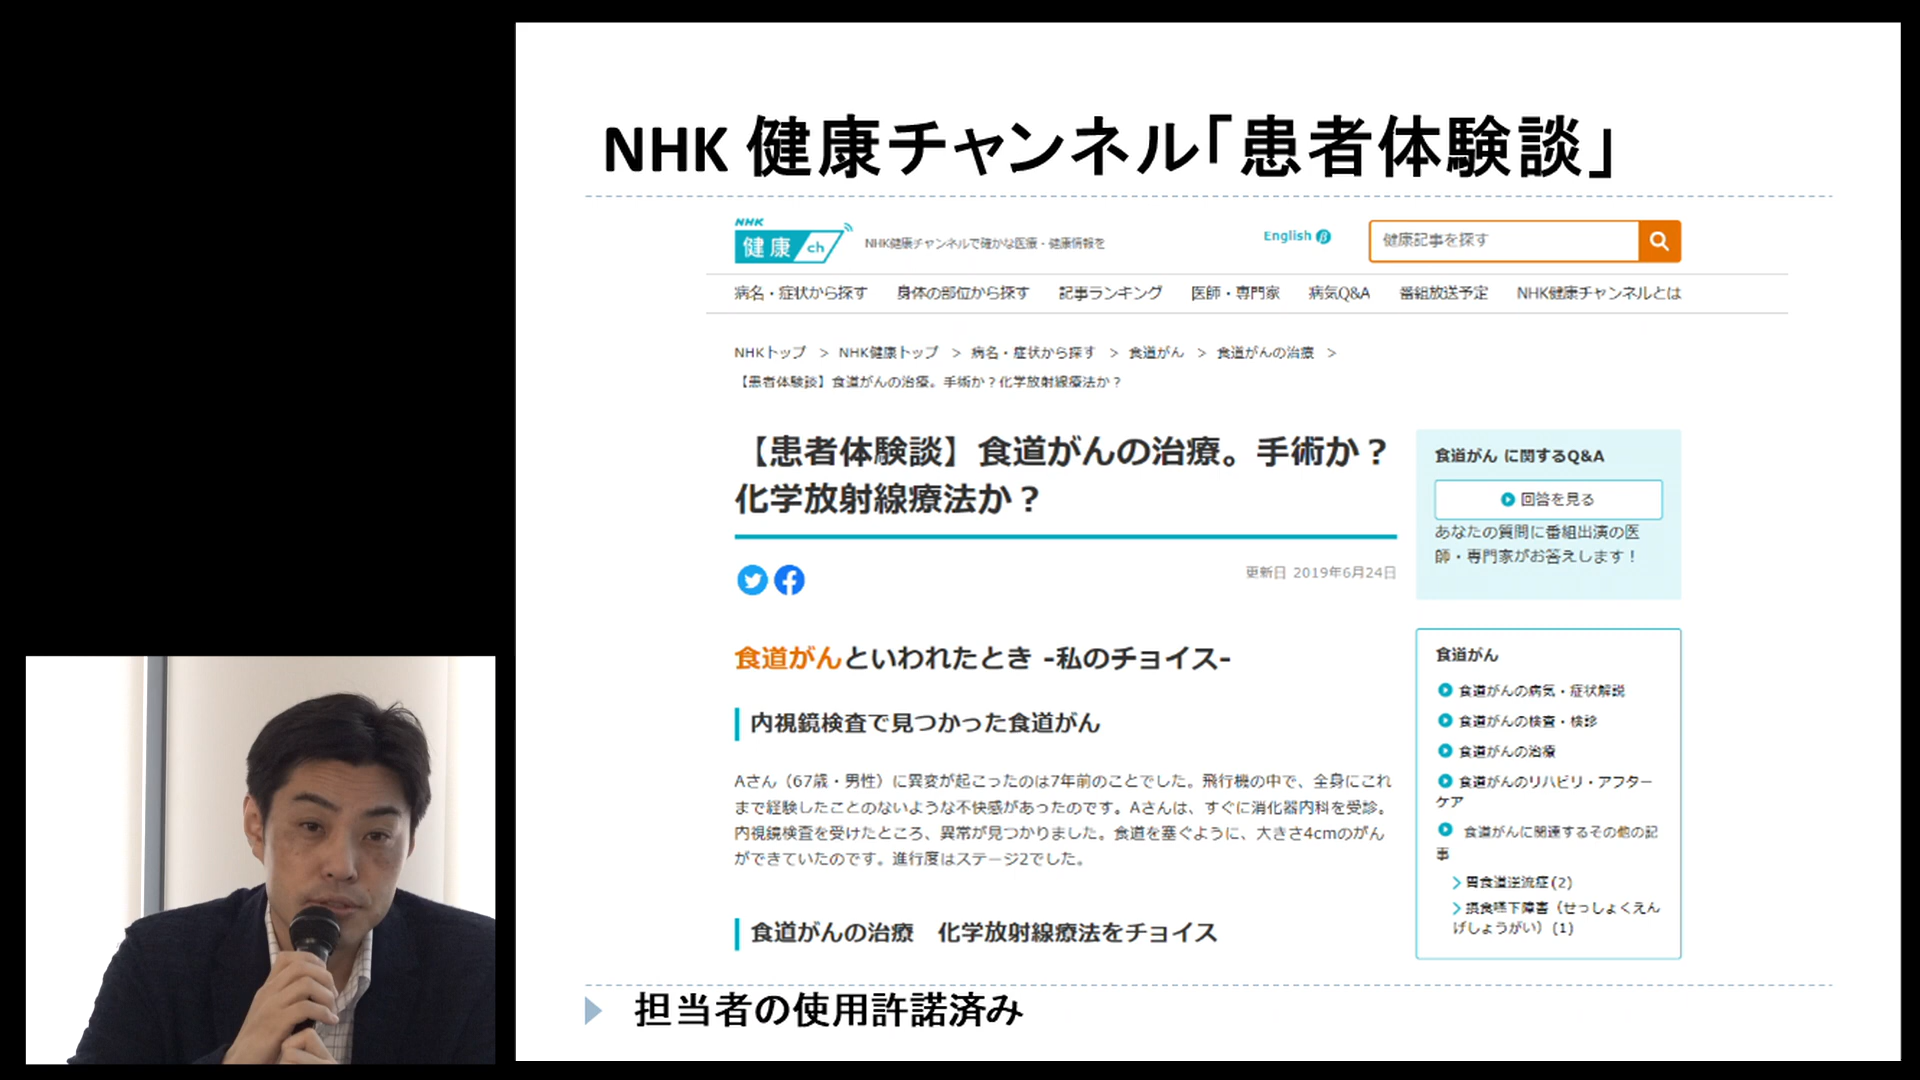 NHK 健康チャンネル「患者体験談」
NHK
健康 ch
NHK健康チャンネルで確かな医療・健康情報を
English β
健康記事を探す
病名・症状から探す 身体の部位から探す 記事ランキング 医師・専門家 病気Q&A 番組放送予定 NHK健康チャンネルとは
NHKトップ > NHK健康トップ > 病名・症状から探す > 食道がん > 食道がんの治療 >
【患者体験談】食道がんの治療。手術か？化学放射線療法か？
【患者体験談】食道がんの治療。手術か？
化学放射線療法か？
更新日 2019年6月24日
食道がんといわれたとき -私のチョイス-
内視鏡検査で見つかった食道がん
Aさん（67歳・男性）に異変が起こったのは7年前のことでした。飛行機の中で、全身にこれ
まで経験したことのないような不快感があったのです。Aさんは、すぐに消化器内科を受診。
内視鏡検査を受けたところ、異常が見つかりました。食道を塞ぐように、大きさ4cmのがん
ができていたのです。進行度はステージ2でした。
食道がんの治療　化学放射線療法をチョイス
食道がん に関するQ&A
回答を見る
あなたの質問に番組出演の医
師・専門家がお答えします！
食道がん
食道がんの病気・症状解説
食道がんの検査・検診
食道がんの治療
食道がんのリハビリ・アフター
ケア
食道がんに関連するその他の記
事
胃食道逆流症(2)
摂食嚥下障害（せっしょくえん
げしょうがい）(1)
担当者の使用許諾済み